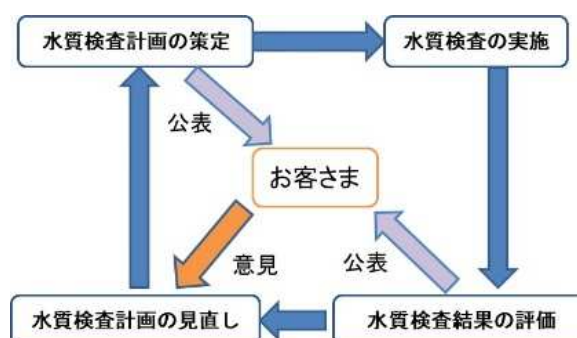 水質検査計画の策定
水質検査の実施
公表
お客さま
意見
公表
水質検査計画の見直し
水質検査結果の評価